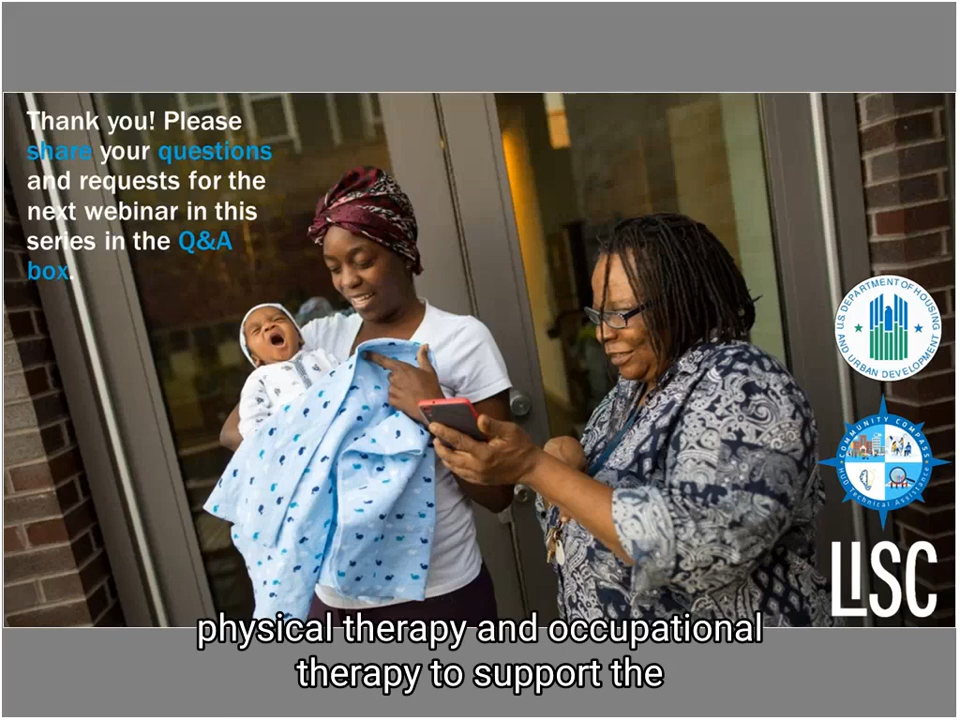 Thank you! Please
share your questions
and requests for the
next webinar in this
series in the Q&A
box.
U.S. DEPARTMENT OF HOUSING
AND URBAN DEVELOPMENT
COMMUNITY COMPASS
HUD Technical Assistance
LISC
physical therapy and occupational
therapy to support the